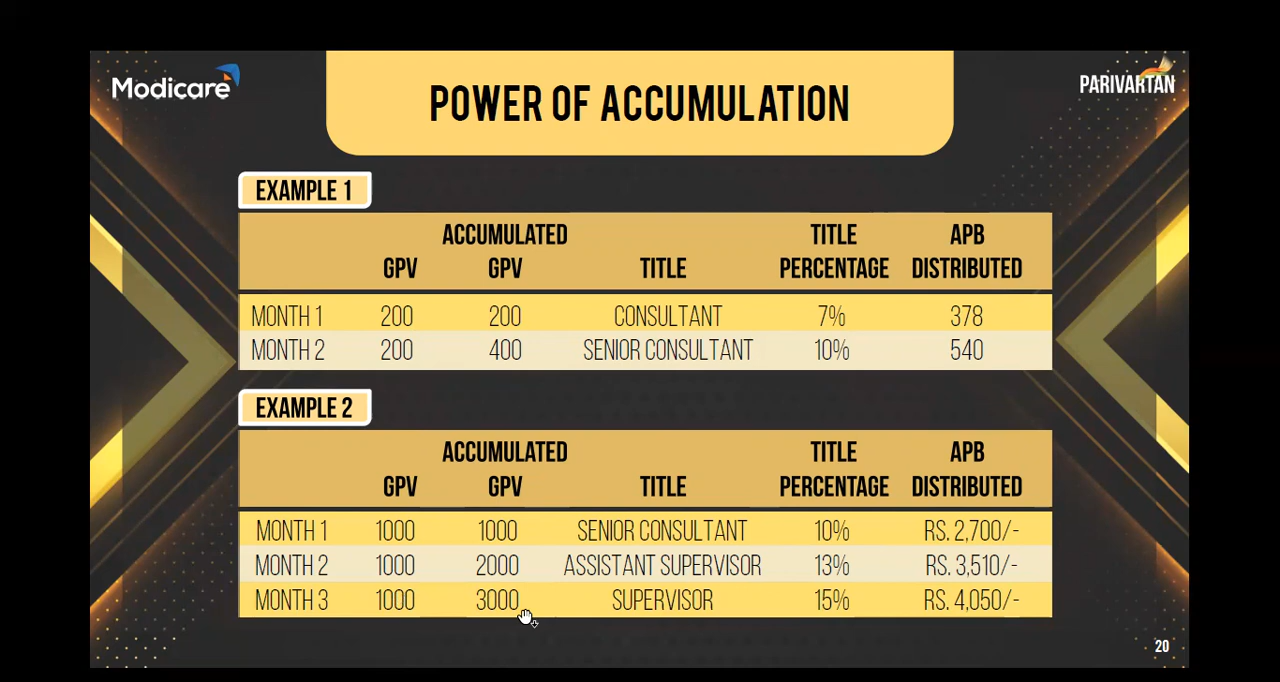 Modicare
PARIVARTAN
POWER OF ACCUMULATION
EXAMPLE 1
GPV ACCUMULATED GPV TITLE TITLE PERCENTAGE APB DISTRIBUTED
MONTH 1 200 200 CONSULTANT 7% 378
MONTH 2 200 400 SENIOR CONSULTANT 10% 540
EXAMPLE 2
GPV ACCUMULATED GPV TITLE TITLE PERCENTAGE APB DISTRIBUTED
MONTH 1 1000 1000 SENIOR CONSULTANT 10% RS. 2,700/-
MONTH 2 1000 2000 ASSISTANT SUPERVISOR 13% RS. 3,510/-
MONTH 3 1000 3000 SUPERVISOR 15% RS. 4,050/-
20